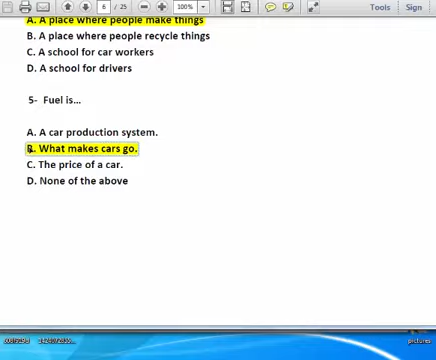 6 / 25 100% Tools Sign
A. A place where people make things
B. A place where people recycle things
C. A school for car workers
D. A school for drivers
5- Fuel is...
A. A car production system.
B. What makes cars go.
C. The price of a car.
D. None of the above
pictures